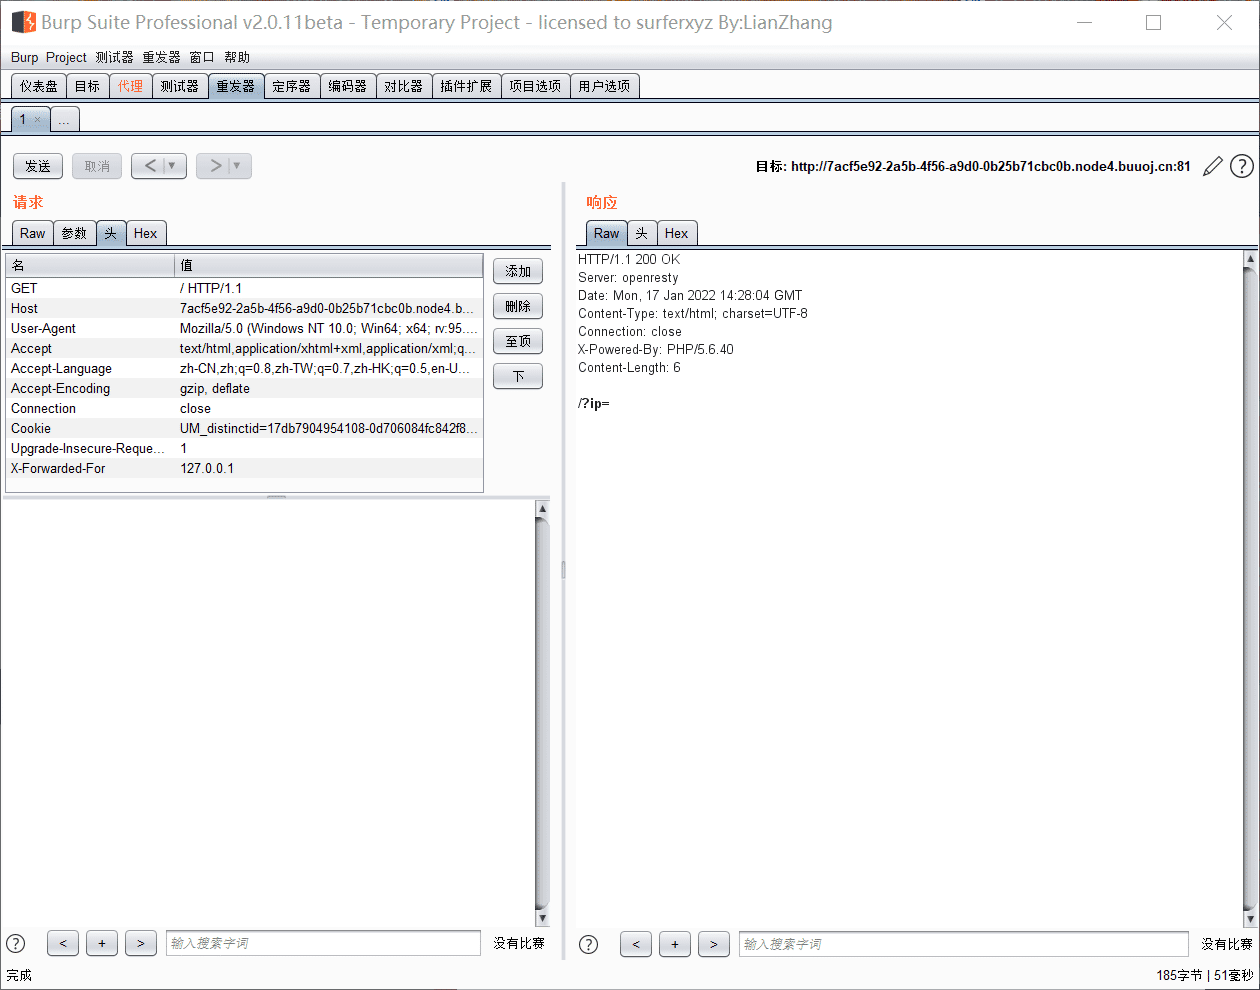 Burp Suite Professional v2.0.11beta - Temporary Project - licensed to surferxyz By:LianZhang
Burp Project 测试器 重发器 窗口 帮助
仪表盘 目标 代理 测试器 重发器 定序器 编码器 对比器 插件扩展 项目选项 用户选项
1 × ...
发送 取消 < ▼ > ▼ 目标: http://7acf5e92-2a5b-4f56-a9d0-0b25b71cbc0b.node4.buuoj.cn:81 ?
请求
Raw 参数 头 Hex
名 值
GET / HTTP/1.1
Host 7acf5e92-2a5b-4f56-a9d0-0b25b71cbc0b.node4.b...
User-Agent Mozilla/5.0 (Windows NT 10.0; Win64; x64; rv:95....
Accept text/html,application/xhtml+xml,application/xml;q...
Accept-Language zh-CN,zh;q=0.8,zh-TW;q=0.7,zh-HK;q=0.5,en-U...
Accept-Encoding gzip, deflate
Connection close
Cookie UM_distinctid=17db7904954108-0d706084fc842f8...
Upgrade-Insecure-Reque... 1
X-Forwarded-For 127.0.0.1
添加
删除
至顶
下
? < + > 输入搜索字词 没有比赛
响应
Raw 头 Hex
HTTP/1.1 200 OK
Server: openresty
Date: Mon, 17 Jan 2022 14:28:04 GMT
Content-Type: text/html; charset=UTF-8
Connection: close
X-Powered-By: PHP/5.6.40
Content-Length: 6
/?ip=
? < + > 输入搜索字词 没有比赛
完成 185字节 | 51毫秒